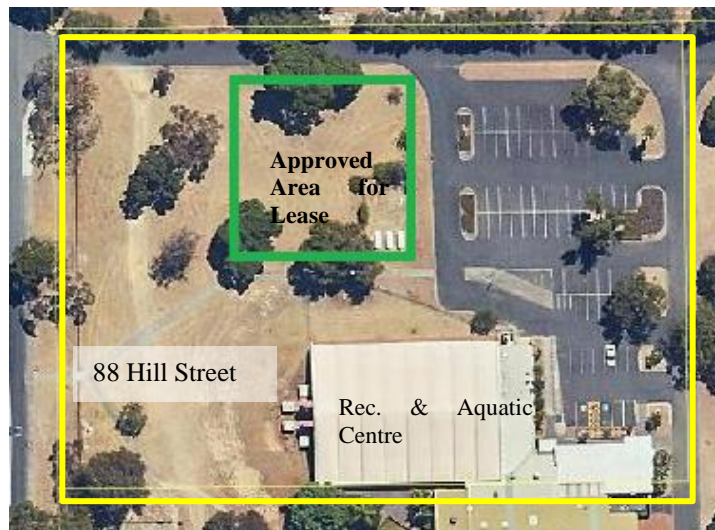 Approved
Area for
Lease
88 Hill Street
Rec. & Aquatic
Centre